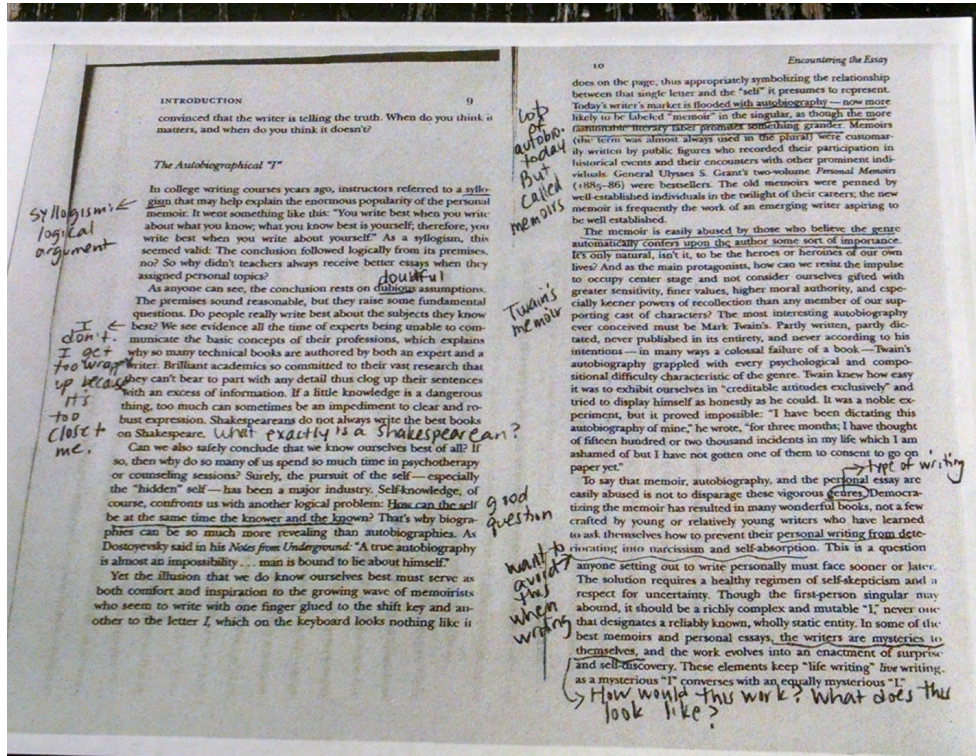 INTRODUCTION 9
convinced that the writer is telling the truth. When do you think it
matters, and when do you think it doesn't?
The Autobiographical "I"
In college writing courses years ago, instructors referred to a syllo-
gism that may help explain the enormous popularity of the personal
memoir. It went something like this: "You write best when you write
about what you know; what you know best is yourself; therefore, you
write best when you write about yourself." As a syllogism, this
seemed valid: The conclusion followed logically from its premises,
no? So why didn't teachers always receive better essays when they
assigned personal topics?
syllogism:
logical
argument
doubtful
As anyone can see, the conclusion rests on dubious assumptions.
The premises sound reasonable, but they raise some fundamental
questions. Do people really write best about the subjects they know
best? We see evidence all the time of experts being unable to com-
municate the basic concepts of their professions, which explains
why so many technical books are authored by both an expert and a
writer. Brilliant academics so committed to their vast research that
they can't bear to part with any detail thus clog up their sentences
with an excess of information. If a little knowledge is a dangerous
thing, too much can sometimes be an impediment to clear and ro-
bust expression. Shakespeareans do not always write the best books
on Shakespeare. What exactly is a Shakespearean?
I
don't.
I get
too wrapped
up because
it's
too
close to
me.
Can we also safely conclude that we know ourselves best of all? If
so, then why do so many of us spend so much time in psychotherapy
or counseling sessions? Surely, the pursuit of the self—especially
the "hidden" self—has been a major industry. Self-knowledge, of
course, confronts us with another logical problem: How can the self
be at the same time the knower and the known? That's why biogra-
phies can be so much more revealing than autobiographies. As
Dostoyevsky said in his Notes from Underground: "A true autobiography
is almost an impossibility . . . man is bound to lie about himself."
good
question
Yet the illusion that we do know ourselves best must serve as
both comfort and inspiration to the growing wave of memoirists
who seem to write with one finger glued to the shift key and an-
other to the letter I, which on the keyboard looks nothing like it
10 Encountering the Essay
does on the page, thus appropriately symbolizing the relationship
between that single letter and the "self" it presumes to represent.
Today's writer's market is flooded with autobiography—now more
likely to be labeled "memoir" in the singular, as though the more
fashionable literary label promises something grander. Memoirs
(the term was almost always used in the plural) were customar-
ily written by public figures who recorded their participation in
historical events and their encounters with other prominent indi-
viduals. General Ulysses S. Grant's two-volume Personal Memoirs
(1885–86) were bestsellers. The old memoirs were penned by
well-established individuals in the twilight of their careers; the new
memoir is frequently the work of an emerging writer aspiring to
be well established.
lots
of
autobio.
today
But
called
memoirs
The memoir is easily abused by those who believe the genre
automatically confers upon the author some sort of importance.
It's only natural, isn't it, to be the heroes or heroines of our own
lives? And as the main protagonists, how can we resist the impulse
to occupy center stage and not consider ourselves gifted with
greater sensitivity, finer values, higher moral authority, and espe-
cially keener powers of recollection than any member of our sup-
porting cast of characters? The most interesting autobiography
ever conceived must be Mark Twain's. Partly written, partly dic-
tated, never published in its entirety, and never according to his
intentions—in many ways a colossal failure of a book—Twain's
autobiography grappled with every psychological and compo-
sitional difficulty characteristic of the genre. Twain knew how easy
it was to exhibit ourselves in "creditable attitudes exclusively" and
tried to display himself as honestly as he could. It was a noble ex-
periment, but it proved impossible: "I have been dictating this
autobiography of mine," he wrote, "for three months; I have thought
of fifteen hundred or two thousand incidents in my life which I am
ashamed of but I have not gotten one of them to consent to go on
paper yet."
Twain's
memoir
type of writing
To say that memoir, autobiography, and the personal essay are
easily abused is not to disparage these vigorous genres. Democra-
tizing the memoir has resulted in many wonderful books, not a few
crafted by young or relatively young writers who have learned
to ask themselves how to prevent their personal writing from dete-
riorating into narcissism and self-absorption. This is a question
anyone setting out to write personally must face sooner or later.
The solution requires a healthy regimen of self-skepticism and a
respect for uncertainty. Though the first-person singular may
abound, it should be a richly complex and mutable "I," never one
that designates a reliably known, wholly static entity. In some of the
best memoirs and personal essays, the writers are mysteries to
themselves, and the work evolves into an enactment of surprise
and self-discovery. These elements keep "life writing" live writing,
as a mysterious "I" converses with an equally mysterious "I."
want to
avoid
this
when
writing
How would this work? What does this
look like?